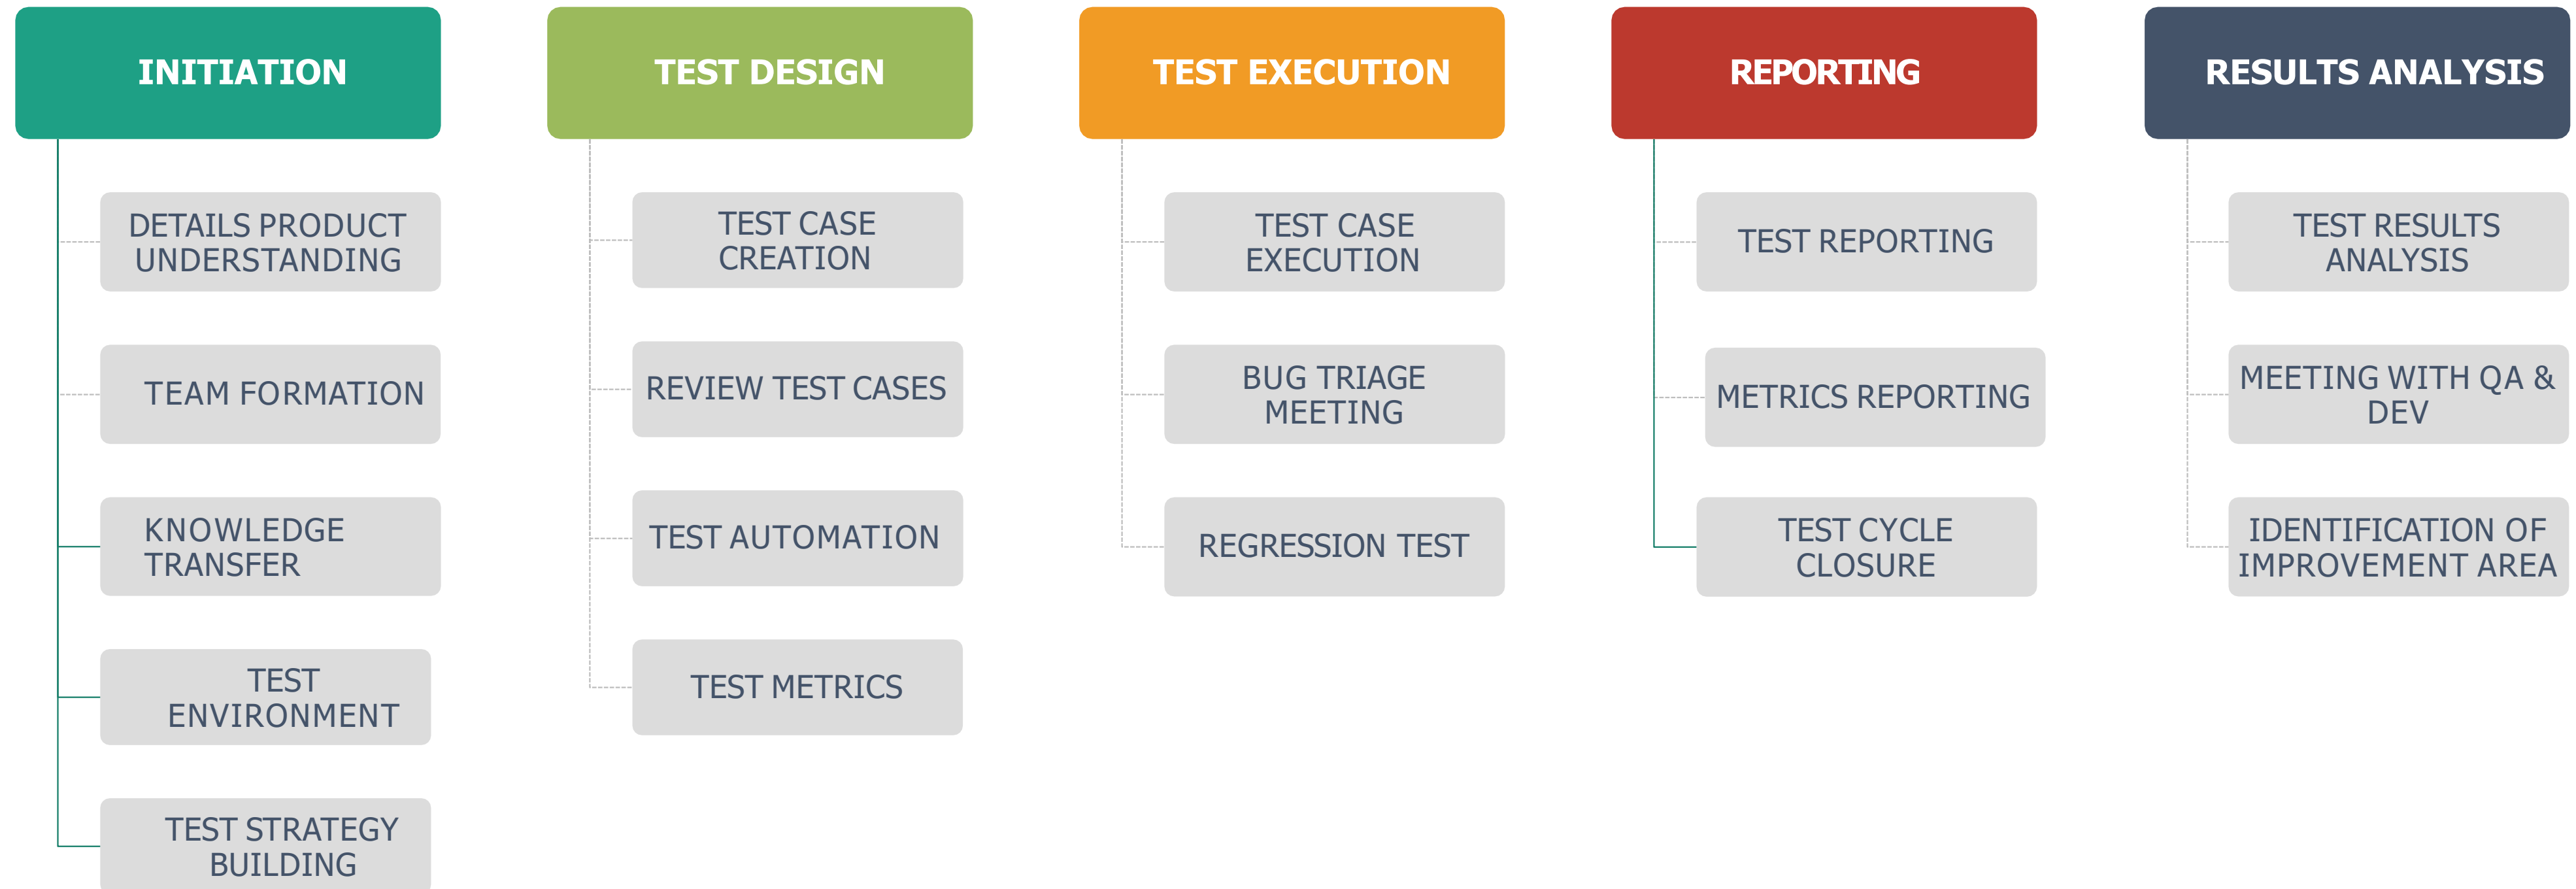 INITIATION
DETAILS PRODUCT
UNDERSTANDING
TEAM FORMATION
KNOWLEDGE
TRANSFER
TEST
ENVIRONMENT
TEST STRATEGY
BUILDING
TEST DESIGN
TEST CASE
CREATION
REVIEW TEST CASES
TEST AUTOMATION
TEST METRICS
TEST EXECUTION
TEST CASE
EXECUTION
BUG TRIAGE
MEETING
REGRESSION TEST
REPORTING
TEST REPORTING
METRICS REPORTING
TEST CYCLE
CLOSURE
RESULTS ANALYSIS
TEST RESULTS
ANALYSIS
MEETING WITH QA &
DEV
IDENTIFICATION OF
IMPROVEMENT AREA